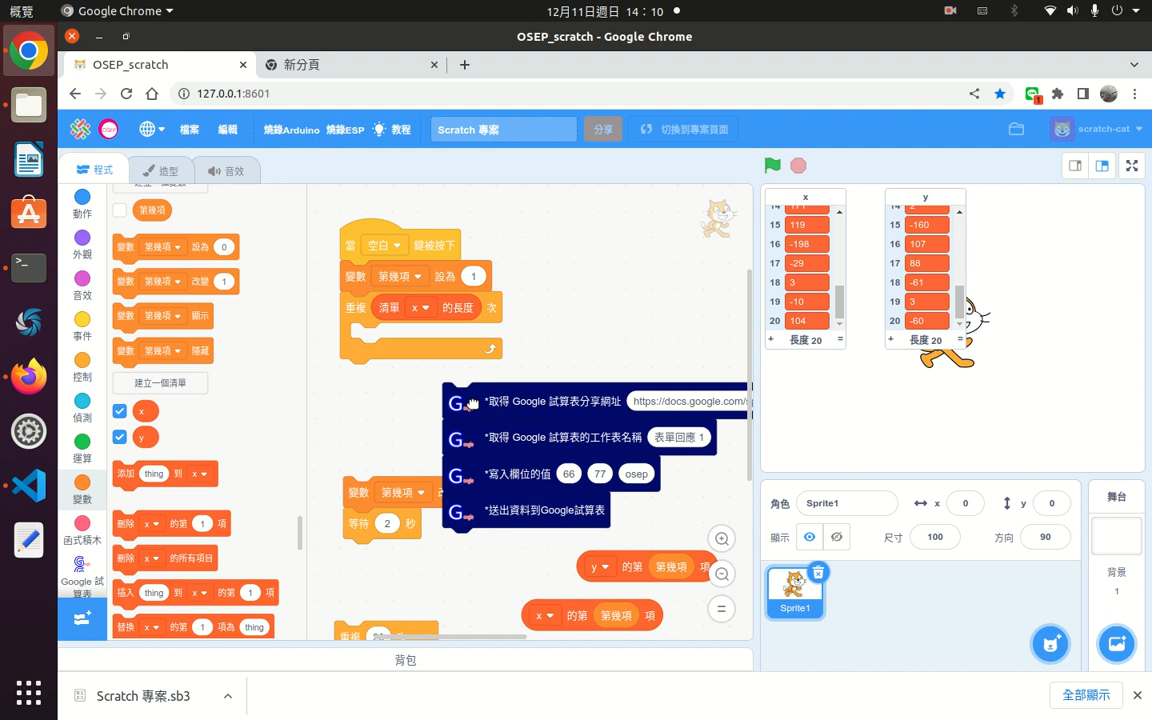 概覽
Google Chrome
12月11日週日 14：10
OSEP_scratch - Google Chrome
OSEP_scratch
新分頁
127.0.0.1:8601
1
OSEP
檔案
編輯
燒錄Arduino
燒錄ESP
教程
Scratch 專案
分享
切換到專案頁面
scratch-cat
程式
造型
音效
動作
外觀
音效
事件
控制
偵測
運算
變數
函式積木
Google 試算表
第幾項
變數 第幾項 設為 0
變數 第幾項 改變 1
變數 第幾項 顯示
變數 第幾項 隱藏
建立一個清單
x
y
添加 thing 到 x
刪除 x 的第 1 項
刪除 x 的所有項目
插入 thing 到 x 的第 1 項
替換 x 的第 1 項為 thing
當 空白 鍵被按下
變數 第幾項 設為 1
重複 清單 x 的長度 次
*取得 Google 試算表分享網址 https://docs.google.com/s
*取得 Google 試算表的工作表名稱 表單回應 1
*寫入欄位的值 66 77 osep
*送出資料到Google試算表
變數 第幾項
等待 2 秒
y 的第 第幾項 項
x 的第 第幾項 項
重複
背包
x
15 119
16 -198
17 -29
18 3
19 -10
20 104
+ 長度 20 =
y
15 -160
16 107
17 88
18 -61
19 3
20 -60
+ 長度 20 =
角色 Sprite1 x 0 y 0
顯示 尺寸 100 方向 90
Sprite1
舞台
背景
1
Scratch 專案.sb3
全部顯示